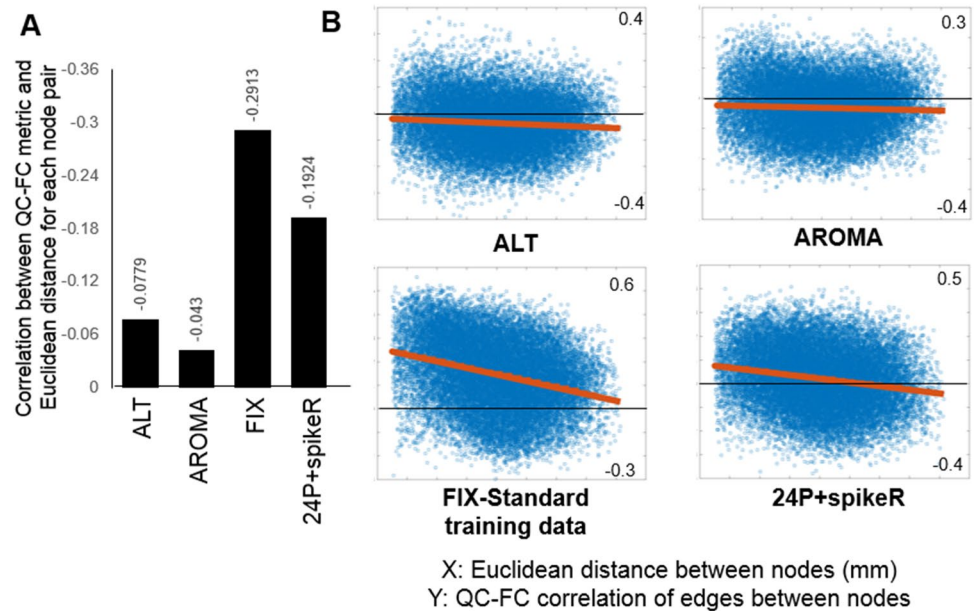 A
Correlation between QC-FC metric and
Euclidean distance for each node pair
-0.36
-0.3
-0.24
-0.18
-0.12
-0.06
0
-0.0779
-0.043
-0.2913
-0.1924
ALT
AROMA
FIX
24P+spikeR
B
0.4
-0.4
ALT
0.3
-0.4
AROMA
0.6
-0.3
FIX-Standard
training data
0.5
-0.4
24P+spikeR
X: Euclidean distance between nodes (mm)
Y: QC-FC correlation of edges between nodes